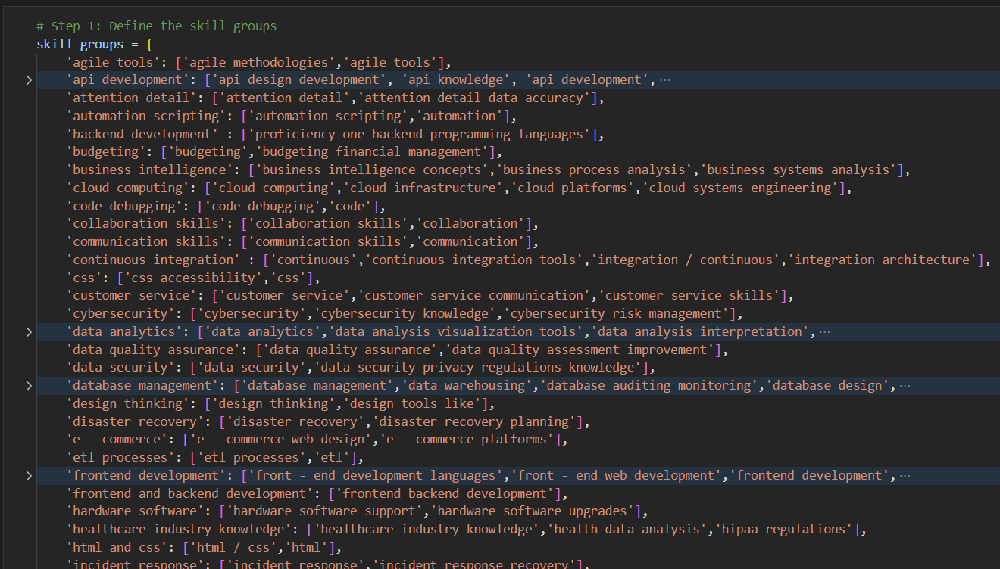 # Step 1: Define the skill groups
skill_groups = {
'agile tools': ['agile methodologies','agile tools'],
'api development': ['api design development', 'api knowledge', 'api development',···
'attention detail': ['attention detail','attention detail data accuracy'],
'automation scripting': ['automation scripting','automation'],
'backend development' : ['proficiency one backend programming languages'],
'budgeting': ['budgeting','budgeting financial management'],
'business intelligence': ['business intelligence concepts','business process analysis','business systems analysis'],
'cloud computing': ['cloud computing','cloud infrastructure','cloud platforms','cloud systems engineering'],
'code debugging': ['code debugging','code'],
'collaboration skills': ['collaboration skills','collaboration'],
'communication skills': ['communication skills','communication'],
'continuous integration' : ['continuous','continuous integration tools','integration / continuous','integration architecture'],
'css': ['css accessibility','css'],
'customer service': ['customer service','customer service communication','customer service skills'],
'cybersecurity': ['cybersecurity','cybersecurity knowledge','cybersecurity risk management'],
'data analytics': ['data analytics','data analysis visualization tools','data analysis interpretation',···
'data quality assurance': ['data quality assurance','data quality assessment improvement'],
'data security': ['data security','data security privacy regulations knowledge'],
'database management': ['database management','data warehousing','database auditing monitoring','database design',···
'design thinking': ['design thinking','design tools like'],
'disaster recovery': ['disaster recovery','disaster recovery planning'],
'e - commerce': ['e - commerce web design','e - commerce platforms'],
'etl processes': ['etl processes','etl'],
'frontend development': ['front - end development languages','front - end web development','frontend development',···
'frontend and backend development': ['frontend backend development'],
'hardware software': ['hardware software support','hardware software upgrades'],
'healthcare industry knowledge': ['healthcare industry knowledge','health data analysis','hipaa regulations'],
'html and css': ['html / css','html'],
'incident response': ['incident response','incident response recovery'],